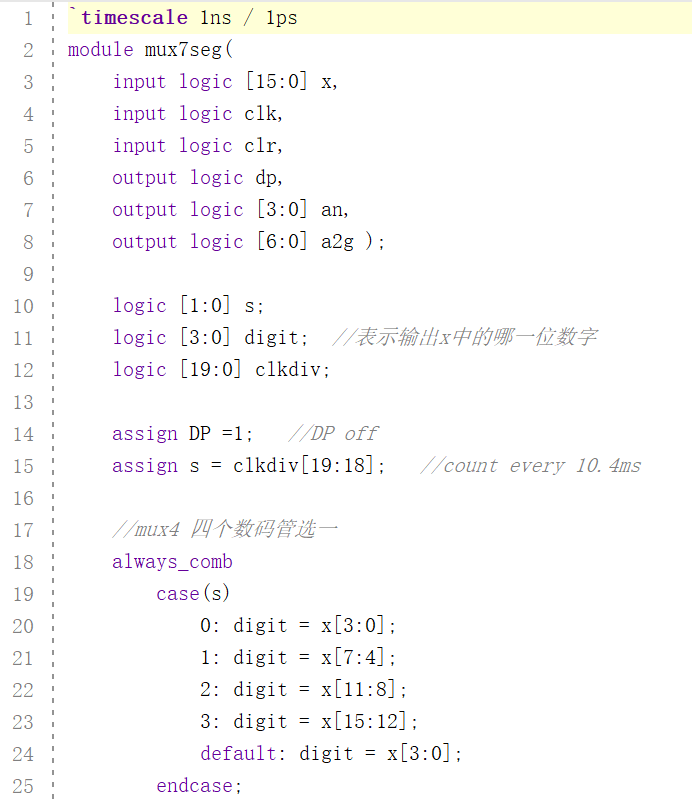 1 `timescale 1ns / 1ps
2 module mux7seg(
3 input logic [15:0] x,
4 input logic clk,
5 input logic clr,
6 output logic dp,
7 output logic [3:0] an,
8 output logic [6:0] a2g );
9
10 logic [1:0] s;
11 logic [3:0] digit; //表示输出x中的哪一位数字
12 logic [19:0] clkdiv;
13
14 assign DP =1; //DP off
15 assign s = clkdiv[19:18]; //count every 10.4ms
16
17 //mux4 四个数码管选一
18 always_comb
19 case(s)
20 0: digit = x[3:0];
21 1: digit = x[7:4];
22 2: digit = x[11:8];
23 3: digit = x[15:12];
24 default: digit = x[3:0];
25 endcase;